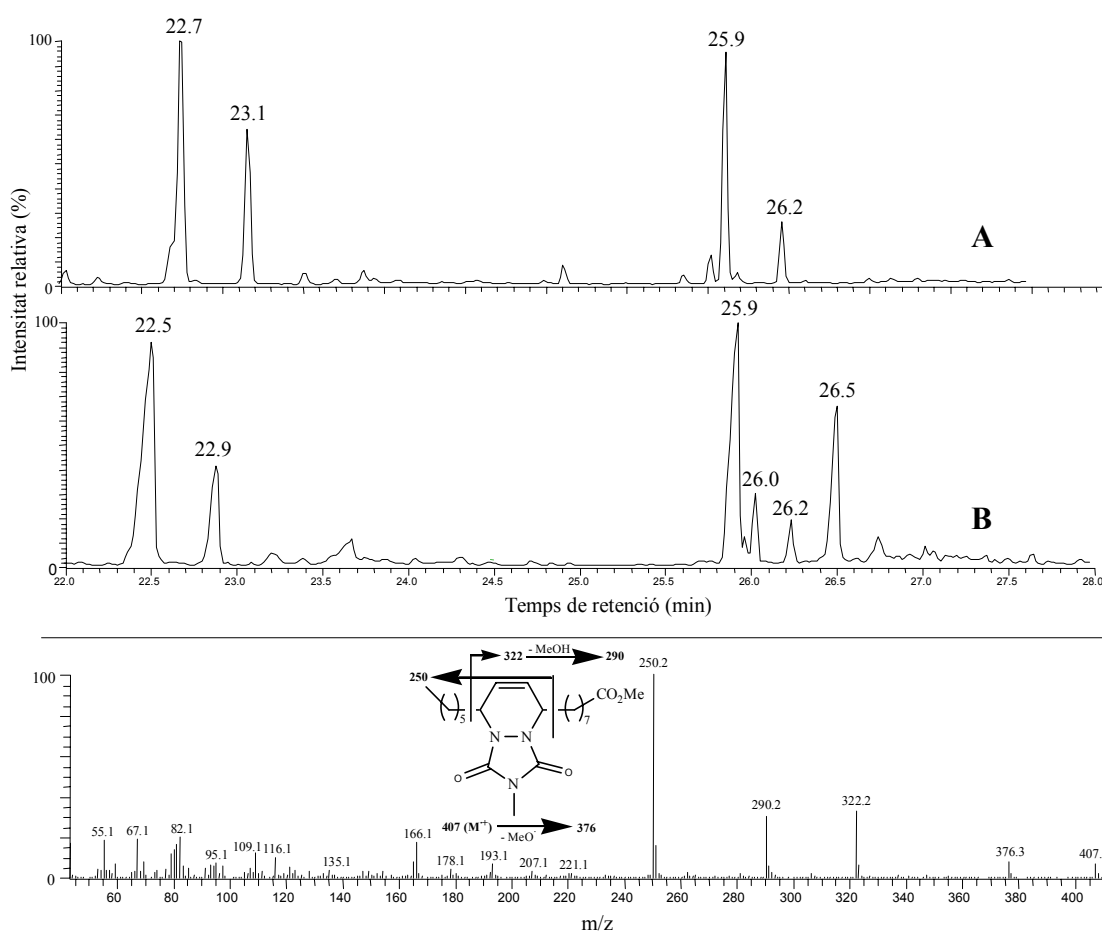 22.7
100
25.9
23.1
26.2
A
0
Intensitat relativa (%)
100
25.9
22.5
26.5
22.9
26.0
26.2
B
0
22.0 22.5 23.0 23.5 24.0 24.5 25.0 25.5 26.0 26.5 27.0 27.5 28.0
Temps de retenció (min)
322 - MeOH 290
250
250.2
100
CO2Me
5 7
N N
O O
N
407 (M+·) - MeO· 376
322.2
290.2
55.1 67.1 82.1 166.1
109.1 116.1
95.1 135.1 178.1 193.1 207.1 221.1
376.3 407.
0
60 80 100 120 140 160 180 200 220 240 260 280 300 320 340 360 380 400
m/z